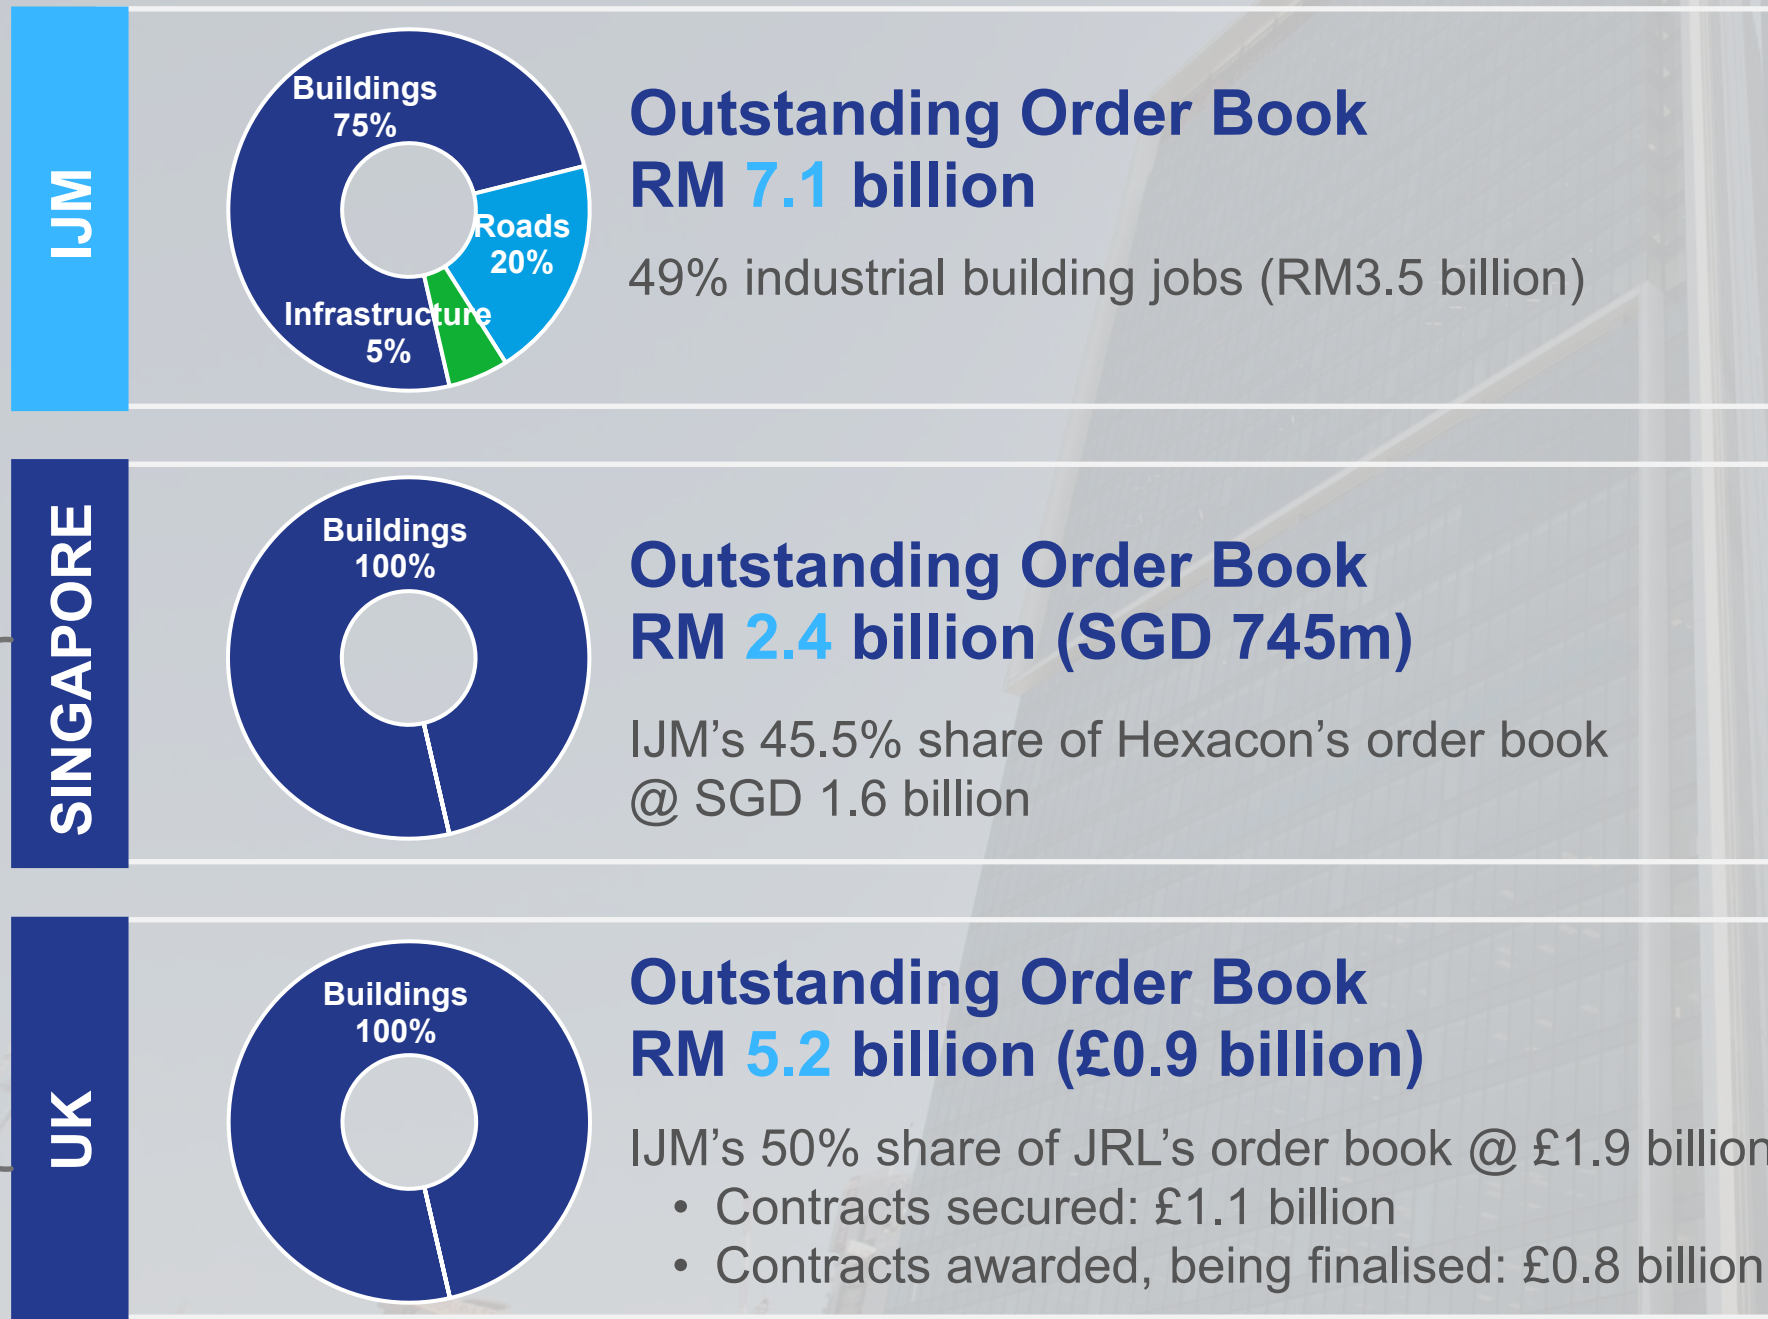 IJM
Buildings
75%
Roads
20%
Infrastructure
5%
Outstanding Order Book
RM 7.1 billion
49% industrial building jobs (RM3.5 billion)
SINGAPORE
Buildings
100%
Outstanding Order Book
RM 2.4 billion (SGD 745m)
IJM’s 45.5% share of Hexacon’s order book
@ SGD 1.6 billion
UK
Buildings
100%
Outstanding Order Book
RM 5.2 billion (£0.9 billion)
IJM’s 50% share of JRL’s order book @ £1.9 billion
• Contracts secured: £1.1 billion
• Contracts awarded, being finalised: £0.8 billion